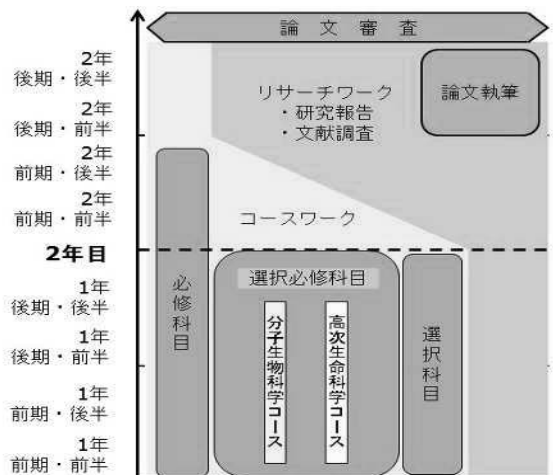 論文審査
2年
後期・後半
2年
後期・前半
2年
前期・後半
2年
前期・前半
2年目
1年
後期・後半
1年
後期・前半
1年
前期・後半
1年
前期・前半
リサーチワーク
・研究報告
・文献調査
論文執筆
コースワーク
必修科目
選択必修科目
分子生物科学コース
高次生命科学コース
選択科目